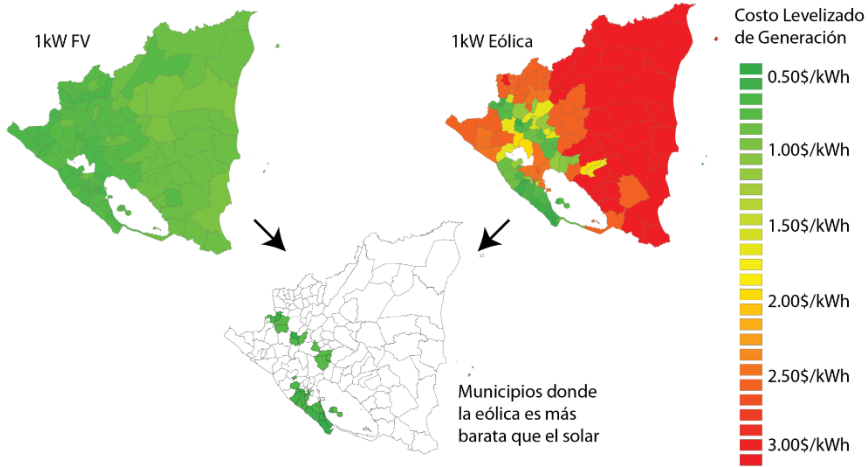 1kW FV
1kW Eólica
Costo Levelizado
de Generación
0.50$/kWh
1.00$/kWh
1.50$/kWh
2.00$/kWh
2.50$/kWh
3.00$/kWh
Municipios donde
la eólica es más
barata que el solar